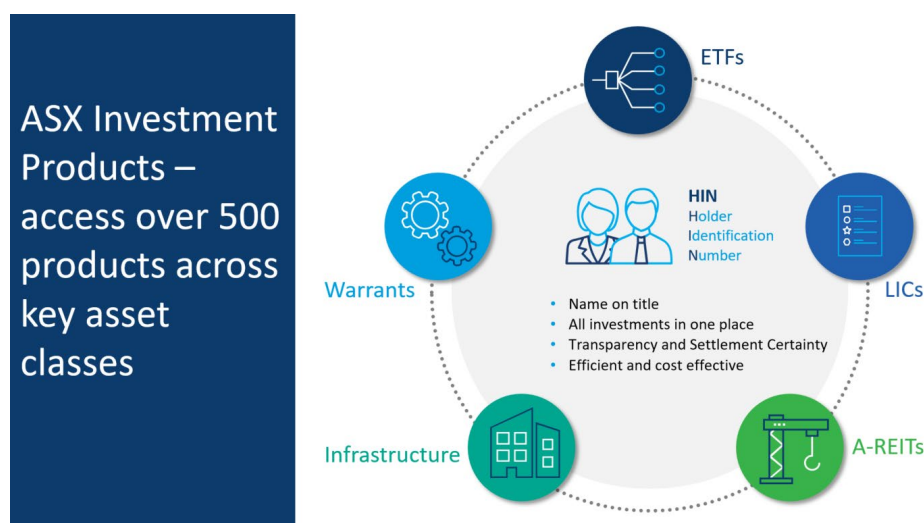 ASX Investment
Products –
access over 500
products across
key asset
classes
ETFs
HIN
Holder
Identification
Number
Warrants
LICs
• Name on title
• All investments in one place
• Transparency and Settlement Certainty
• Efficient and cost effective
Infrastructure
A-REITs